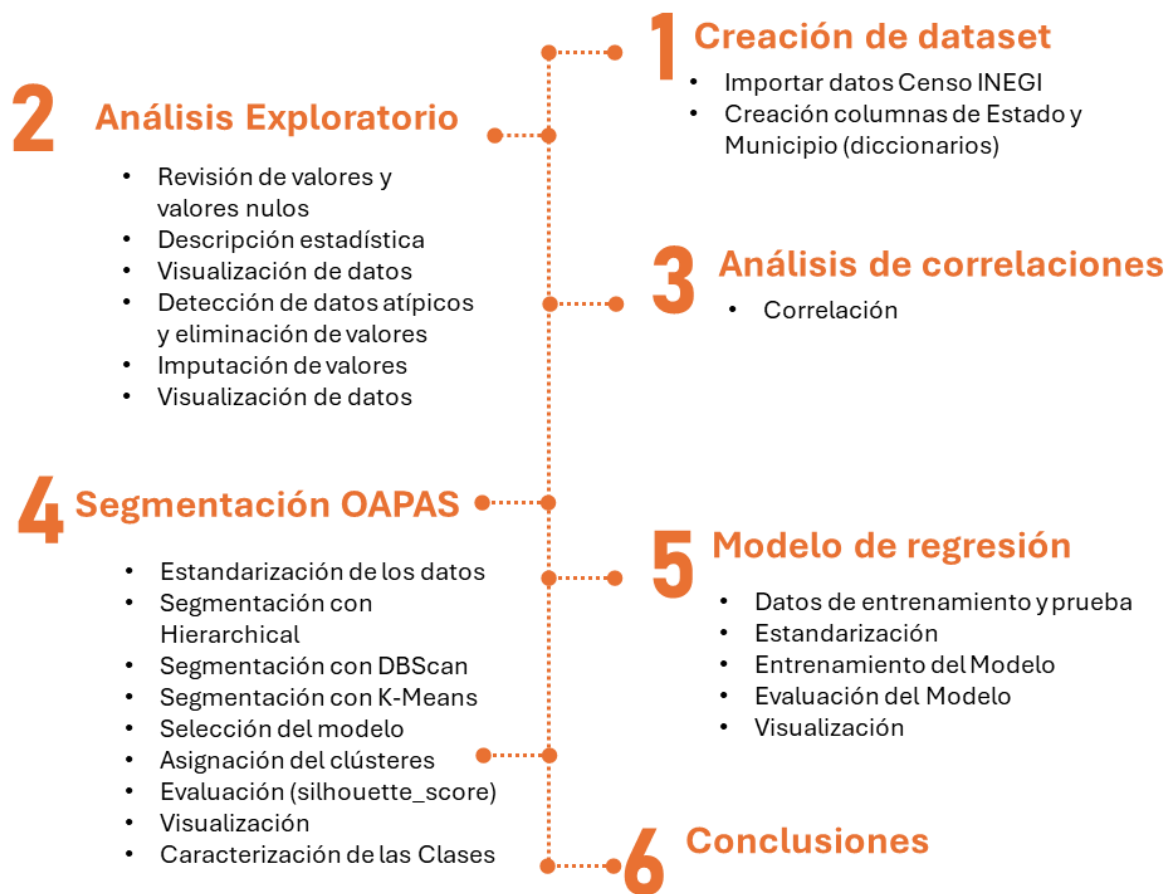 1 Creación de dataset
• Importar datos Censo INEGI
• Creación columnas de Estado y
Municipio (diccionarios)
2 Análisis Exploratorio
• Revisión de valores y
valores nulos
• Descripción estadística
• Visualización de datos
• Detección de datos atípicos
y eliminación de valores
• Imputación de valores
• Visualización de datos
3 Análisis de correlaciones
• Correlación
4 Segmentación OAPAS
• Estandarización de los datos
• Segmentación con
Hierarchical
• Segmentación con DBScan
• Segmentación con K-Means
• Selección del modelo
• Asignación del clústeres
• Evaluación (silhouette_score)
• Visualización
• Caracterización de las Clases
5 Modelo de regresión
• Datos de entrenamiento y prueba
• Estandarización
• Entrenamiento del Modelo
• Evaluación del Modelo
• Visualización
6 Conclusiones